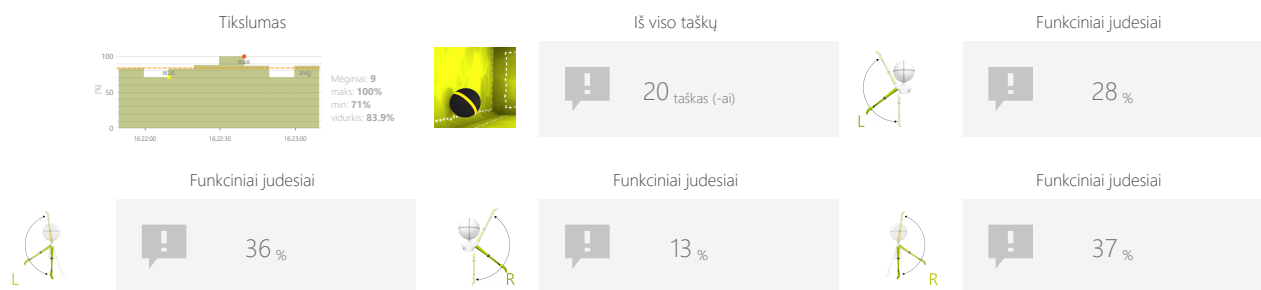 Tikslumas
100
50
0
[%]
min
max
avg
16:22:00
16:22:30
16:23:00
Mėginiai: 9
maks: 100%
min: 71%
vidurkis: 83.9%
Iš viso taškų
20 taškas (-ai)
Funkciniai judesiai
L
28 %
Funkciniai judesiai
L
36 %
Funkciniai judesiai
R
13 %
Funkciniai judesiai
R
37 %